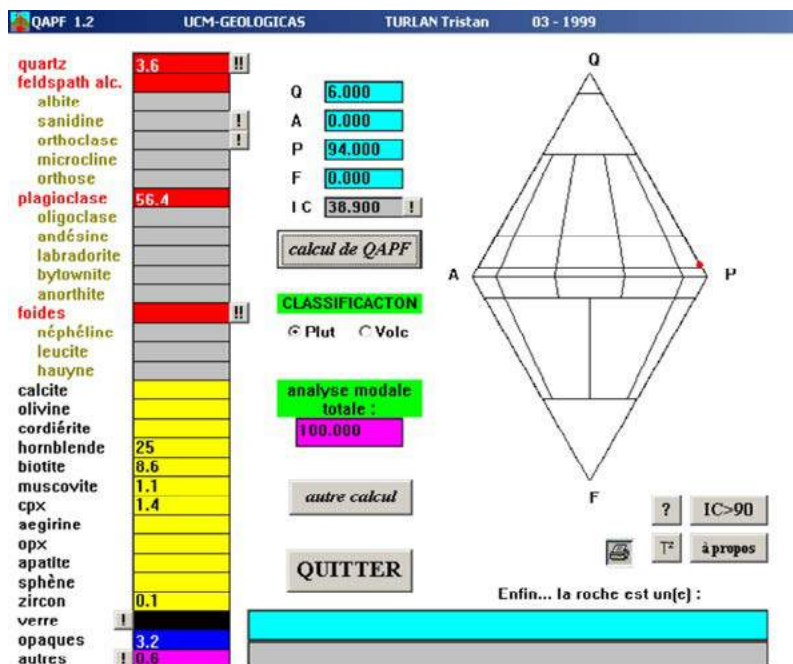 QAPF 1.2 UCM-GEOLOGICAS TURLAN Tristan 03 - 1999
quartz 3.6 !!
feldspath alc.
albite
sanidine !
orthoclase !
microcline
orthose
plagioclase 56.4
oligoclase
andésine
labradorite
bytownite
anorthite
foides !!
néphéline
leucite
hauyne
calcite
olivine
cordiérite
hornblende 25
biotite 8.6
muscovite 1.1
cpx 1.4
aegirine
opx
apatite
sphène
zircon 0.1
verre !
opaques 3.2
autres ! 0.6
Q 6.000
A 0.000
P 94.000
F 0.000
I C 38.900 !
calcul de QAPF
CLASSIFICACTON
Plut Volc
analyse modale
totale :
100.000
autre calcul
QUITTER
Q
A
P
F
? IC>90
T² à propos
Enfin... la roche est un(e) :